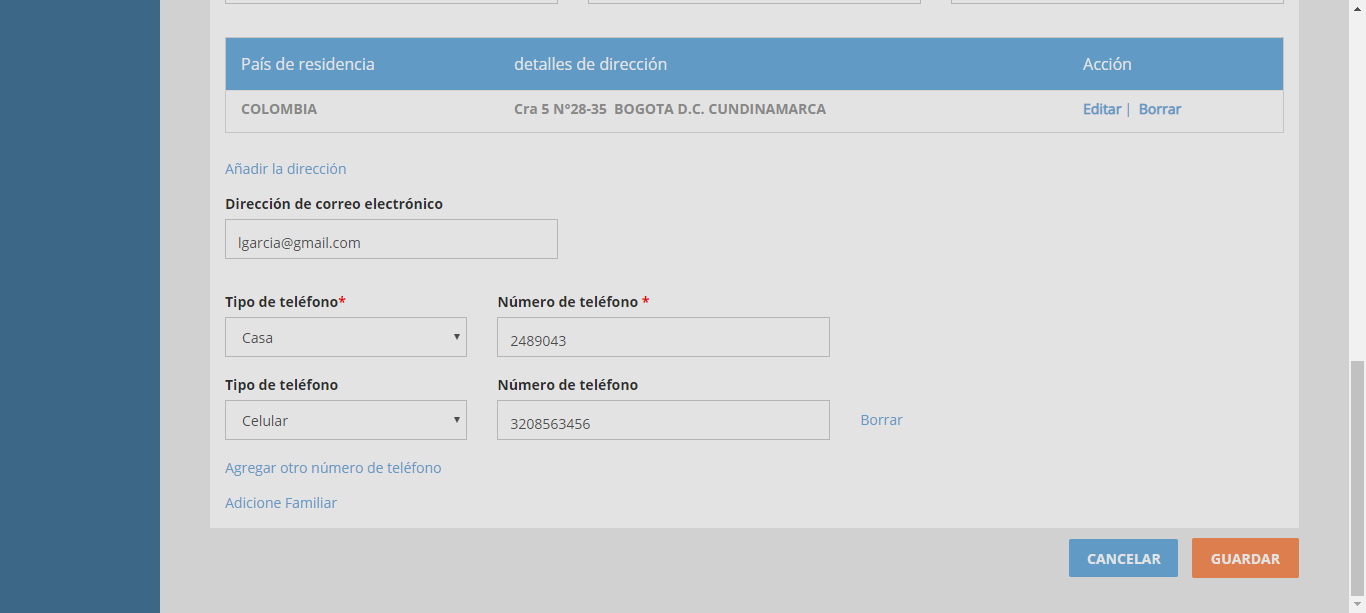 País de residencia detalles de dirección Acción
COLOMBIA Cra 5 N°28-35 BOGOTA D.C. CUNDINAMARCA Editar | Borrar
Añadir la dirección
Dirección de correo electrónico
lgarcia@gmail.com
Tipo de teléfono* Número de teléfono *
Casa 2489043
Tipo de teléfono Número de teléfono
Celular 3208563456 Borrar
Agregar otro número de teléfono
Adicione Familiar
CANCELAR GUARDAR